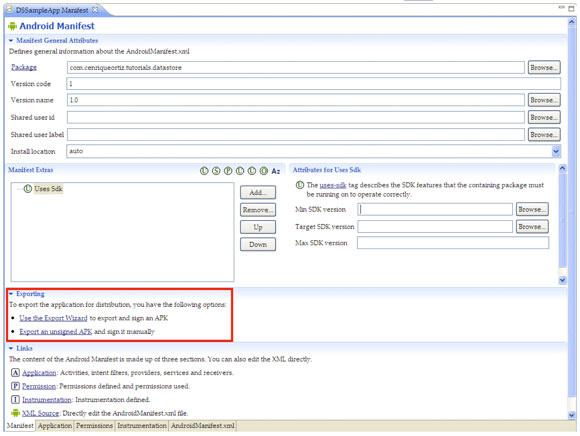 DSSampleApp Manifest
Android Manifest
Manifest General Attributes
Defines general information about the AndroidManifest.xml
Package com.cenriqueortiz.tutorials.datastore Browse...
Version code 1
Version name 1.0 Browse...
Shared user id Browse...
Shared user label Browse...
Install location auto
Manifest Extras U S P U U O Az
U Uses Sdk
Add...
Remove...
Up
Down
Attributes for Uses Sdk
U The uses-sdk tag describes the SDK features that the containing package must
be running on to operate correctly.
Min SDK version Browse...
Target SDK version Browse...
Max SDK version
Exporting
To export the application for distribution, you have the following options:
• Use the Export Wizard to export and sign an APK
• Export an unsigned APK and sign it manually
Links
The content of the Android Manifest is made up of three sections. You can also edit the XML directly.
A Application: Activities, intent filters, providers, services and receivers.
P Permission: Permissions defined and permissions used.
I Instrumentation: Instrumentation defined.
XML Source: Directly edit the AndroidManifest.xml file.
Manifest Application Permissions Instrumentation AndroidManifest.xml